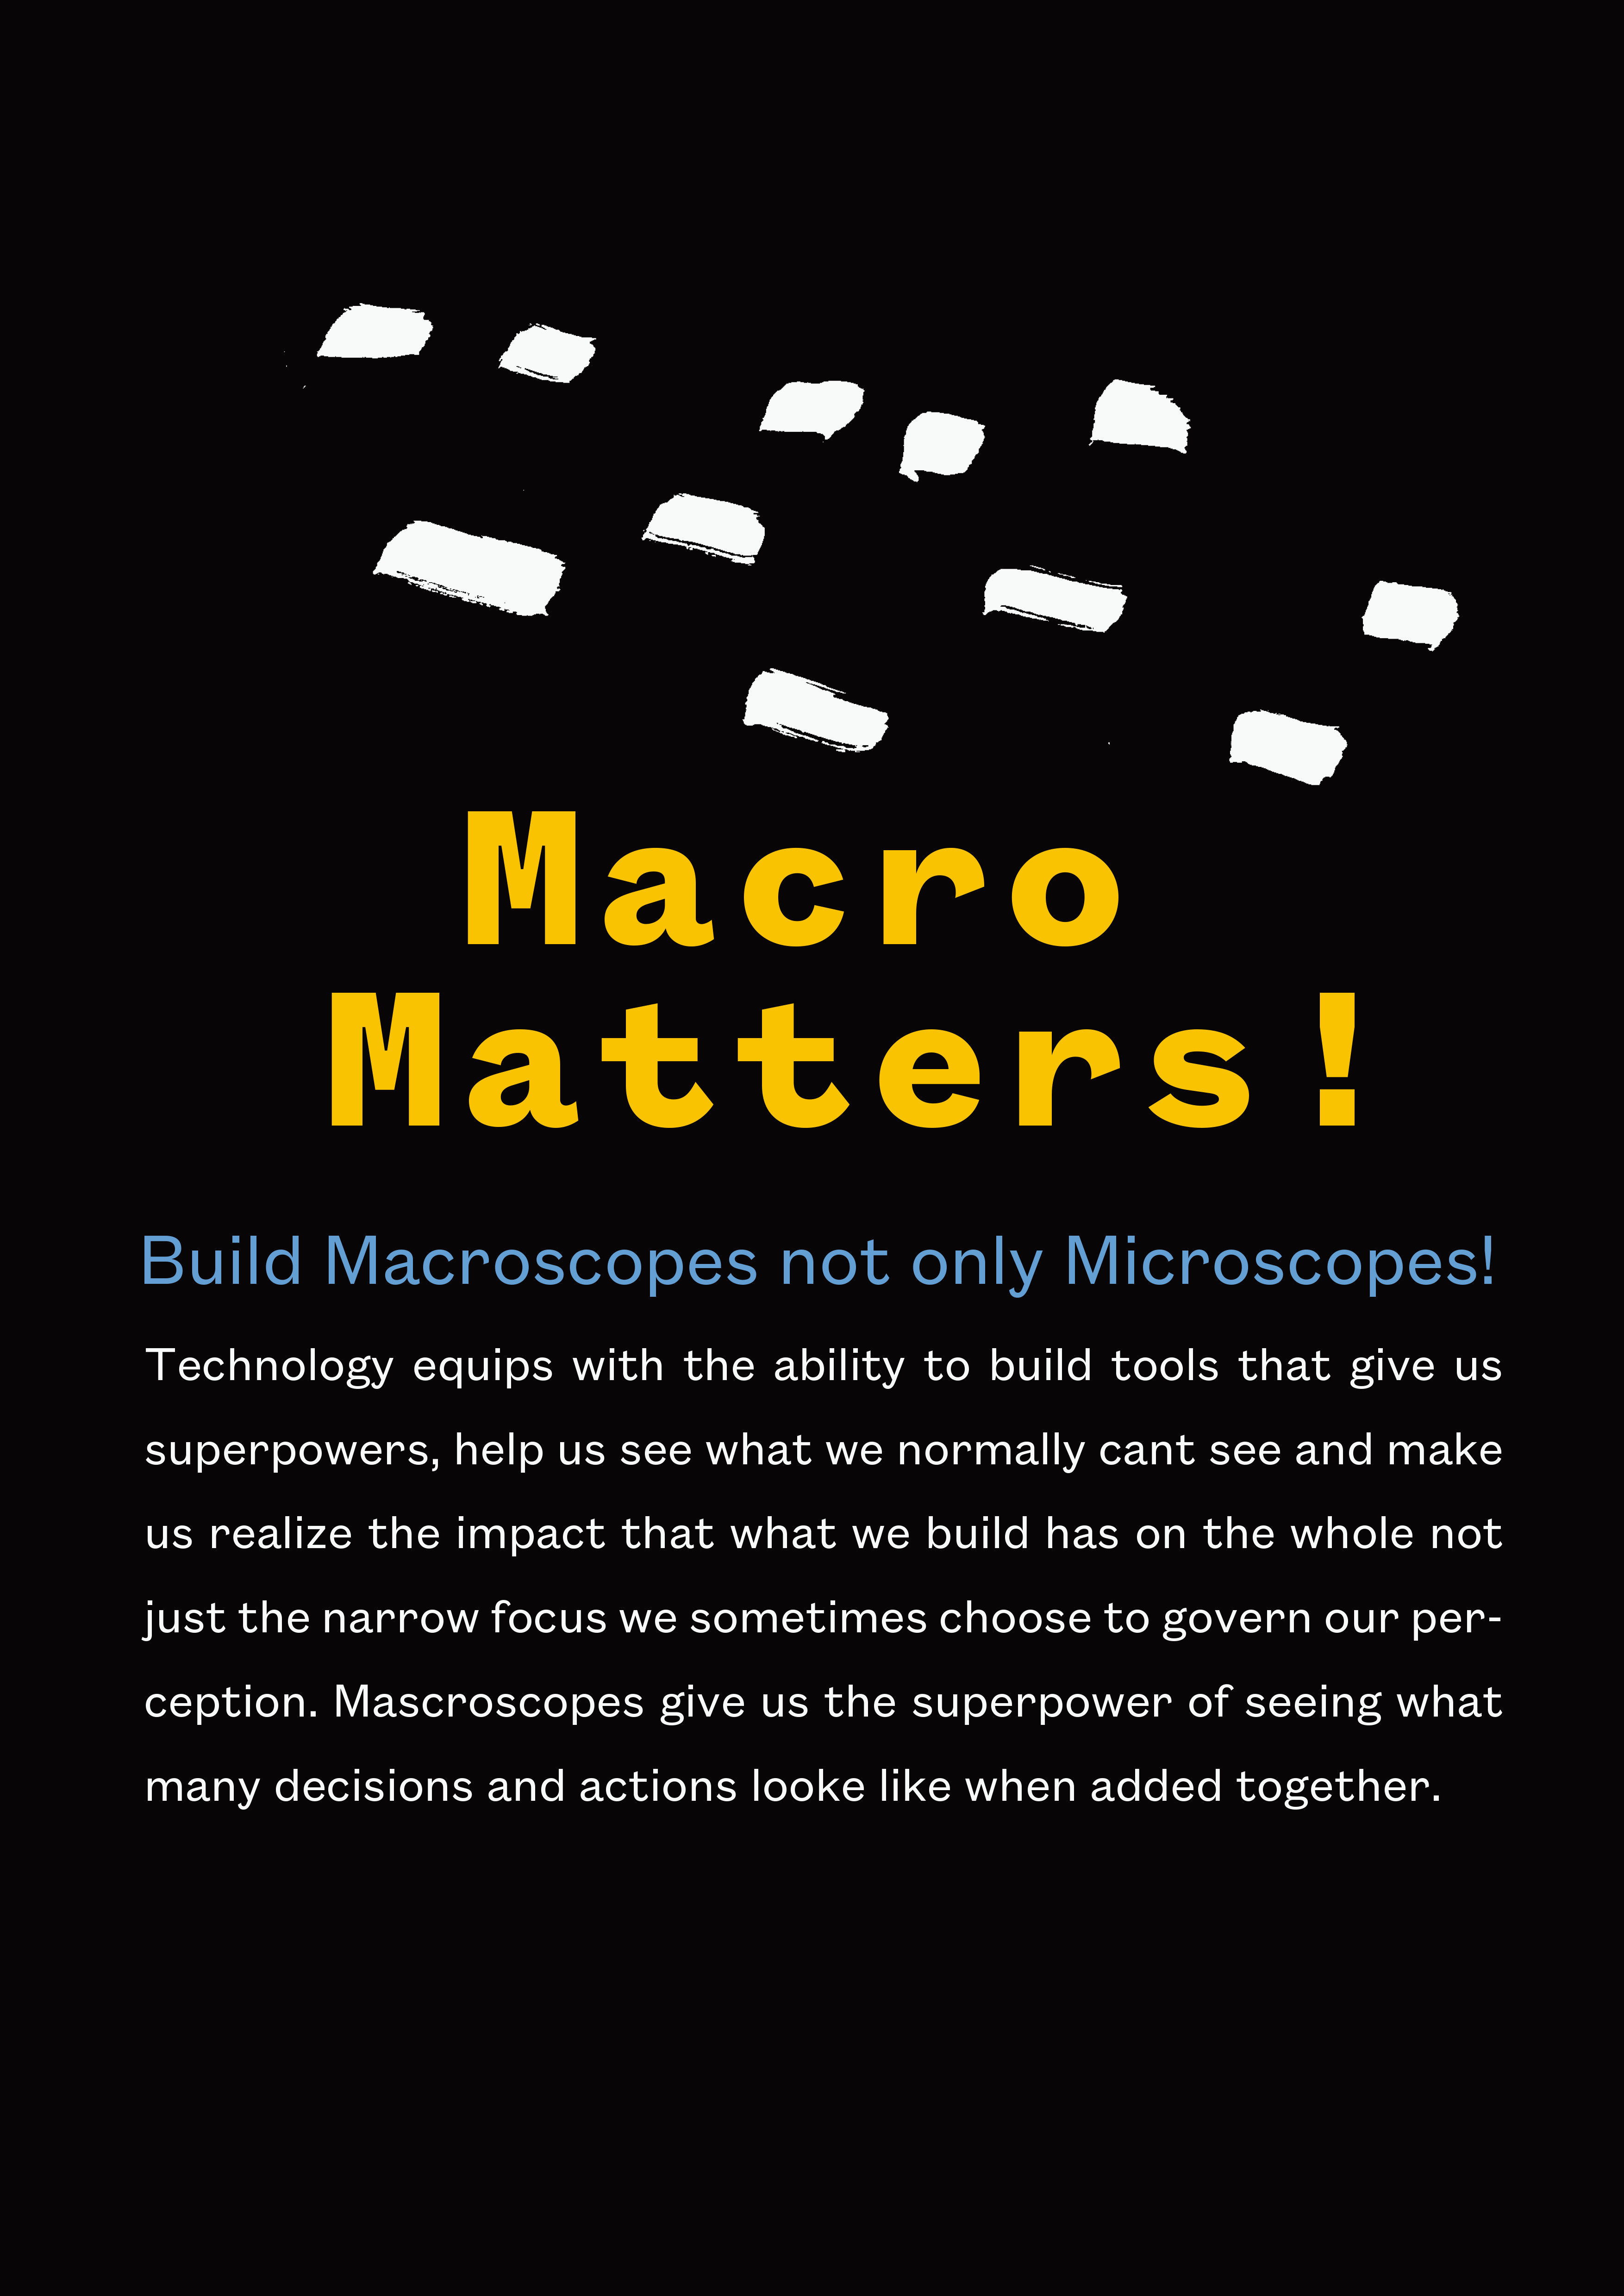 Macro
Matters!
Build Macroscopes not only Microscopes!
Technology equips with the ability to build tools that give us
superpowers, help us see what we normally cant see and make
us realize the impact that what we build has on the whole not
just the narrow focus we sometimes choose to govern our per-
ception. Mascroscopes give us the superpower of seeing what
many decisions and actions looke like when added together.